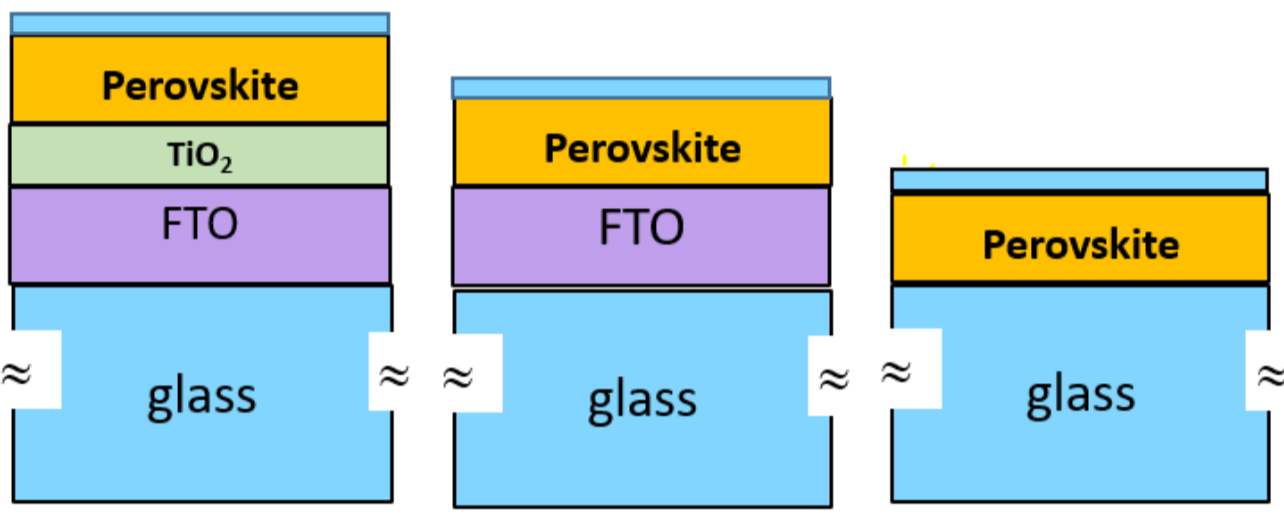 Perovskite
TiO₂
FTO
≈ glass ≈
Perovskite
FTO
≈ glass ≈
Perovskite
≈ glass ≈